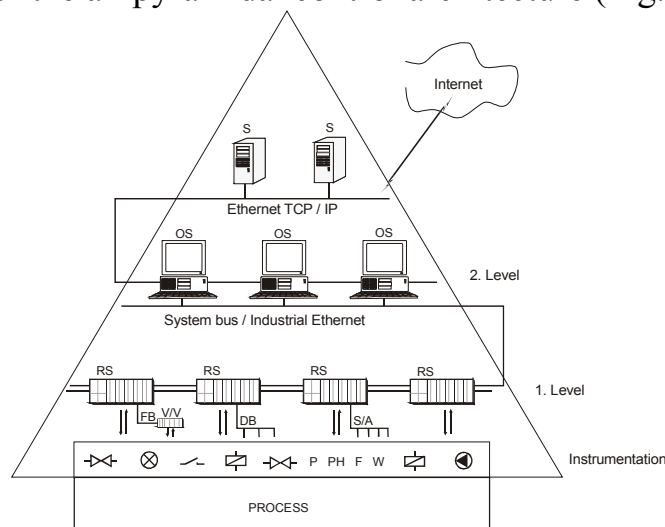 Internet
S S
Ethernet TCP / IP
OS OS OS
2. Level
System bus / Industrial Ethernet
RS RS RS RS
1. Level
FB V/V DB S/A
P PH F W
Instrumentation
PROCESS